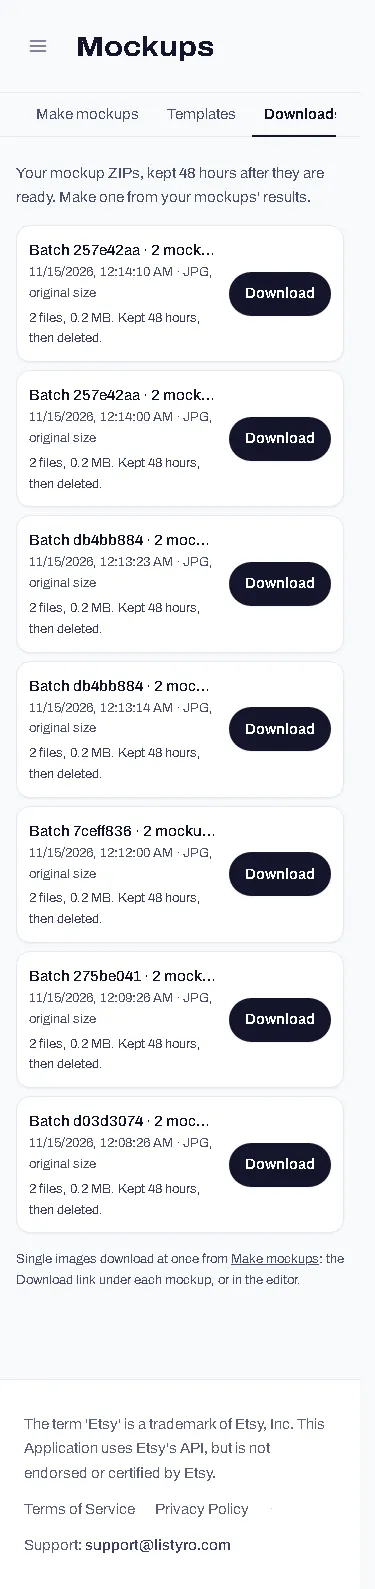 Mockups
Make mockups Templates Downloads
Your mockup ZIPs, kept 48 hours after they are
ready. Make one from your mockups' results.
Batch 257e42aa · 2 mock...
11/15/2026, 12:14:10 AM · JPG,
original size
2 files, 0.2 MB. Kept 48 hours,
then deleted.
Download
Batch 257e42aa · 2 mock...
11/15/2026, 12:14:00 AM · JPG,
original size
2 files, 0.2 MB. Kept 48 hours,
then deleted.
Download
Batch db4bb884 · 2 moc...
11/15/2026, 12:13:23 AM · JPG,
original size
2 files, 0.2 MB. Kept 48 hours,
then deleted.
Download
Batch db4bb884 · 2 moc...
11/15/2026, 12:13:14 AM · JPG,
original size
2 files, 0.2 MB. Kept 48 hours,
then deleted.
Download
Batch 7ceff836 · 2 mocku...
11/15/2026, 12:12:00 AM · JPG,
original size
2 files, 0.2 MB. Kept 48 hours,
then deleted.
Download
Batch 275be041 · 2 mock...
11/15/2026, 12:09:26 AM · JPG,
original size
2 files, 0.2 MB. Kept 48 hours,
then deleted.
Download
Batch d03d3074 · 2 moc...
11/15/2026, 12:08:26 AM · JPG,
original size
2 files, 0.2 MB. Kept 48 hours,
then deleted.
Download
Single images download at once from Make mockups: the
Download link under each mockup, or in the editor.
The term 'Etsy' is a trademark of Etsy, Inc. This
Application uses Etsy's API, but is not
endorsed or certified by Etsy.
Terms of Service Privacy Policy ·
Support: support@listyro.com